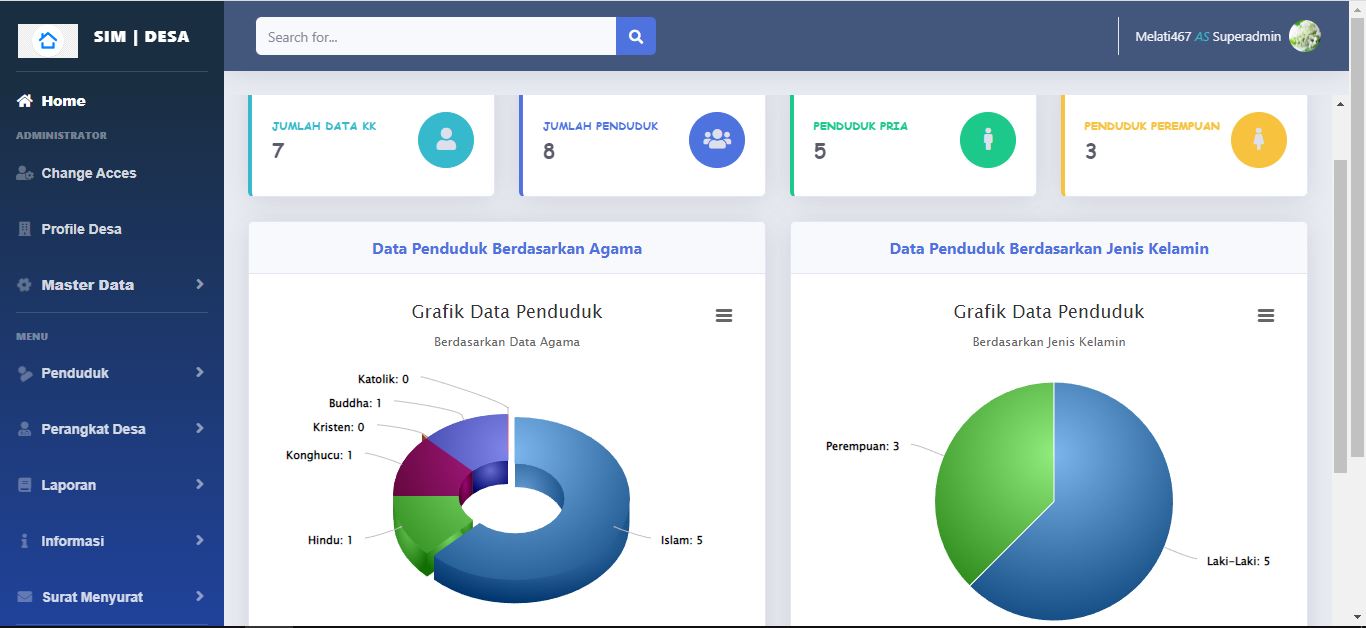 SIM | DESA
Search for...
Melati467 AS Superadmin
Home
ADMINISTRATOR
Change Acces
Profile Desa
Master Data
MENU
Penduduk
Perangkat Desa
Laporan
Informasi
Surat Menyurat
JUMLAH DATA KK
7
JUMLAH PENDUDUK
8
PENDUDUK PRIA
5
PENDUDUK PEREMPUAN
3
Data Penduduk Berdasarkan Agama
Grafik Data Penduduk
Berdasarkan Data Agama
Katolik: 0
Buddha: 1
Kristen: 0
Konghucu: 1
Hindu: 1
Islam: 5
Data Penduduk Berdasarkan Jenis Kelamin
Grafik Data Penduduk
Berdasarkan Jenis Kelamin
Perempuan: 3
Laki-Laki: 5